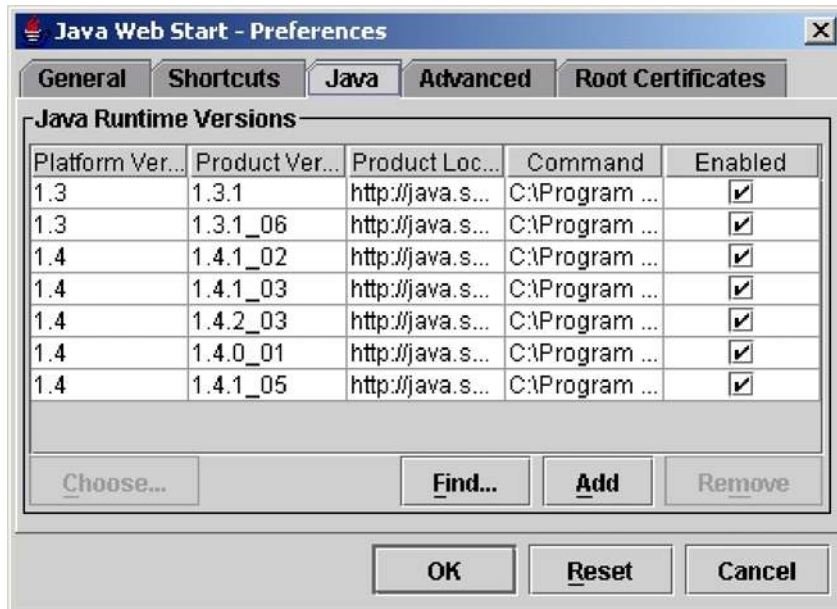 Java Web Start - Preferences
General Shortcuts Java Advanced Root Certificates
Java Runtime Versions
Platform Ver... Product Ver... Product Loc... Command Enabled
1.3 1.3.1 http://java.s... C:\Program ...
1.3 1.3.1_06 http://java.s... C:\Program ...
1.4 1.4.1_02 http://java.s... C:\Program ...
1.4 1.4.1_03 http://java.s... C:\Program ...
1.4 1.4.2_03 http://java.s... C:\Program ...
1.4 1.4.0_01 http://java.s... C:\Program ...
1.4 1.4.1_05 http://java.s... C:\Program ...
Choose... Find... Add Remove
OK Reset Cancel